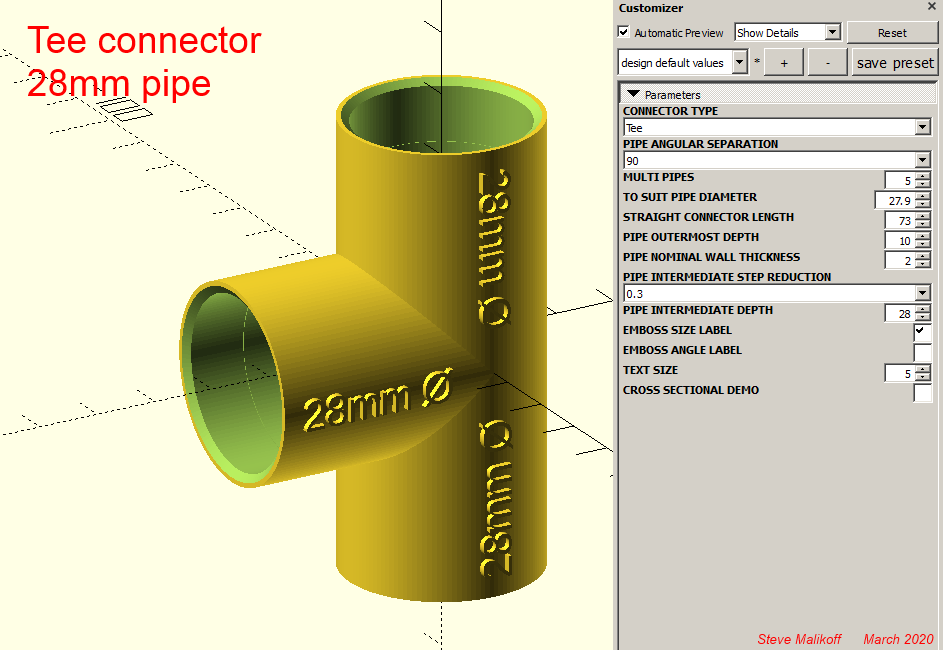 Tee connector
28mm pipe
28mm Ø
28mm Ø
28mm Ø
Customizer
Automatic Preview
Show Details
Reset
design default values
*
+
-
save preset
Parameters
CONNECTOR TYPE
Tee
PIPE ANGULAR SEPARATION
90
MULTI PIPES
5
TO SUIT PIPE DIAMETER
27.9
STRAIGHT CONNECTOR LENGTH
73
PIPE OUTERMOST DEPTH
10
PIPE NOMINAL WALL THICKNESS
2
PIPE INTERMEDIATE STEP REDUCTION
0.3
PIPE INTERMEDIATE DEPTH
28
EMBOSS SIZE LABEL
EMBOSS ANGLE LABEL
TEXT SIZE
5
CROSS SECTIONAL DEMO
Steve Malikoff
March 2020